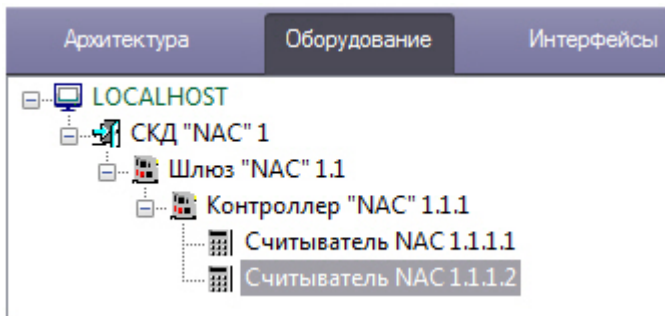 Архитектура Оборудование Интерфейсы
LOCALHOST
СКД "NAC" 1
Шлюз "NAC" 1.1
Контроллер "NAC" 1.1.1
Считыватель NAC 1.1.1.1
Считыватель NAC 1.1.1.2